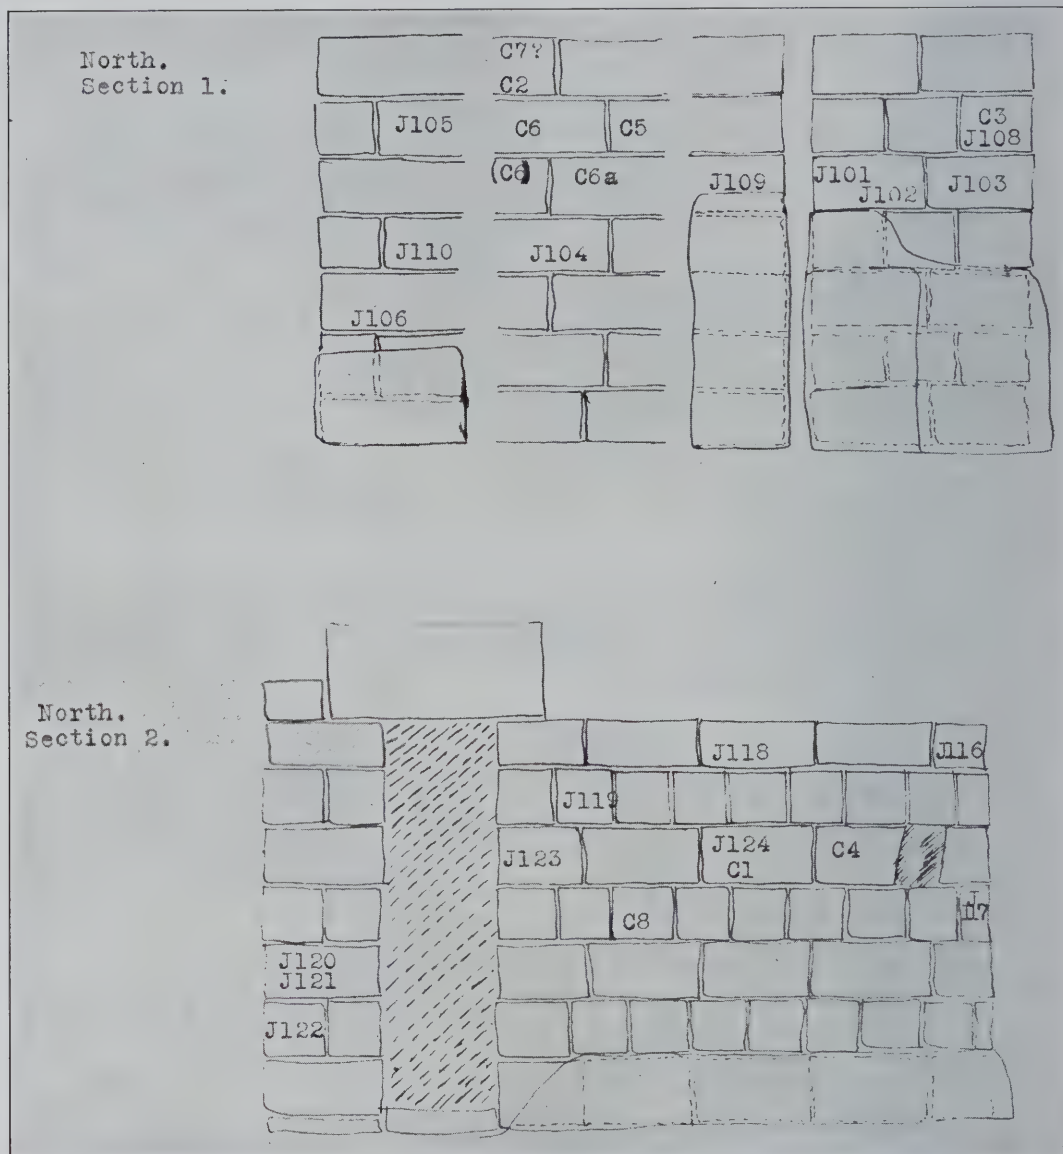 North.
Section 1.
C7?
C2
J105 C6 C5 C3
J108
(C6) C6a J109 J101
J102 J103
J110 J104
J106
North.
Section 2.
J118 J116
J119
J123 J124 C4
C1
C8
J120
J121
J122